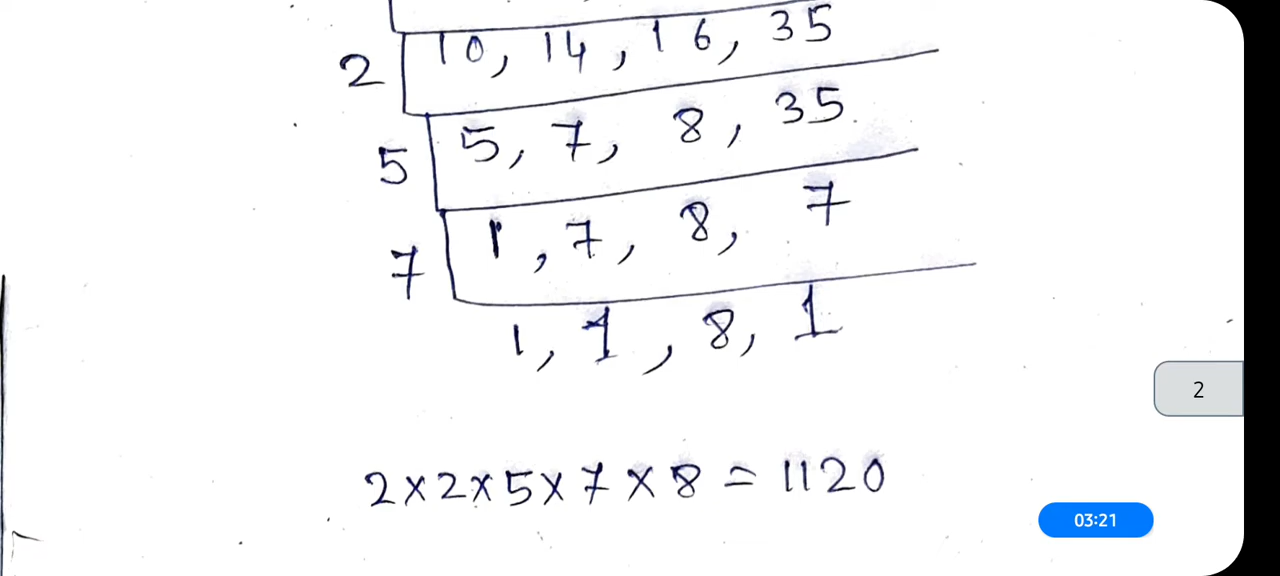 2 10, 14, 16, 35
5 5, 7, 8, 35
7 1, 7, 8, 7
1, 1, 8, 1
2
2×2×5×7×8 = 1120
03:21